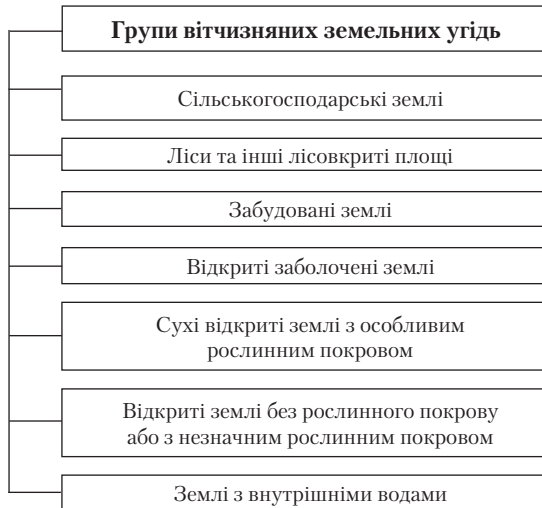 Групи вітчизняних земельних угідь
Сільськогосподарські землі
Ліси та інші лісовкриті площі
Забудовані землі
Відкриті заболочені землі
Сухі відкриті землі з особливим
рослинним покровом
Відкриті землі без рослинного покрову
або з незначним рослинним покровом
Землі з внутрішніми водами